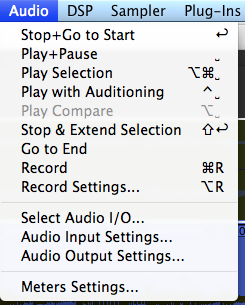 Audio DSP Sampler Plug-Ins
Stop+Go to Start ↩
Play+Pause ⎵
Play Selection ⌥⌘⎵
Play with Auditioning ^⎵
Play Compare ⌥⎵
Stop & Extend Selection ⇧↩
Go to End
Record ⌘R
Record Settings... ⌥R
Select Audio I/O...
Audio Input Settings...
Audio Output Settings...
Meters Settings...